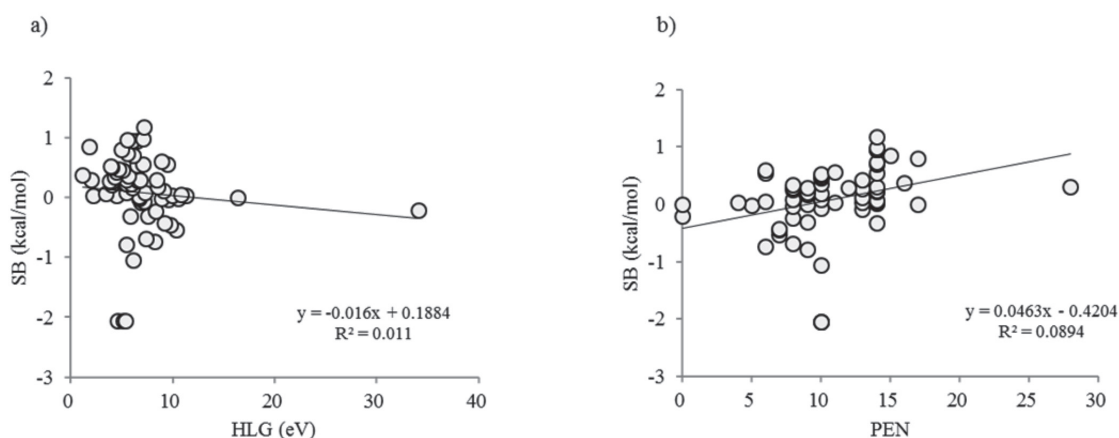 a)
2
1
0
-1
-2
-3
SB (kcal/mol)
0
10
20
30
40
HLG (eV)
y = -0.016x + 0.1884
R² = 0.011
b)
2
1
0
-1
-2
-3
SB (kcal/mol)
0
5
10
15
20
25
30
PEN
y = 0.0463x - 0.4204
R² = 0.0894